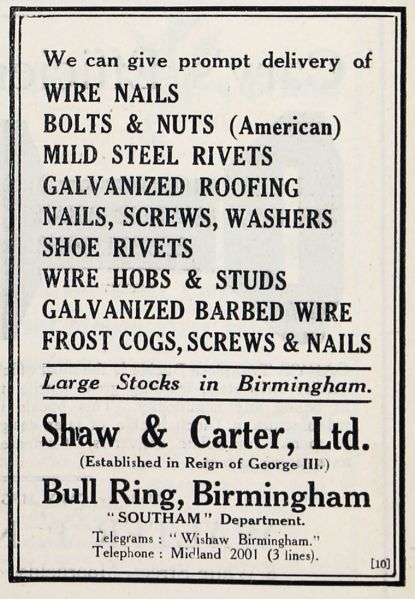 We can give prompt delivery of
WIRE NAILS
BOLTS & NUTS (American)
MILD STEEL RIVETS
GALVANIZED ROOFING
NAILS, SCREWS, WASHERS
SHOE RIVETS
WIRE HOBS & STUDS
GALVANIZED BARBED WIRE
FROST COGS, SCREWS & NAILS
Large Stocks in Birmingham.
Shaw & Carter, Ltd.
(Established in Reign of George III.)
Bull Ring, Birmingham
"SOUTHAM" Department.
Telegrams : "Wishaw Birmingham."
Telephone : Midland 2001 (3 lines).
[10]